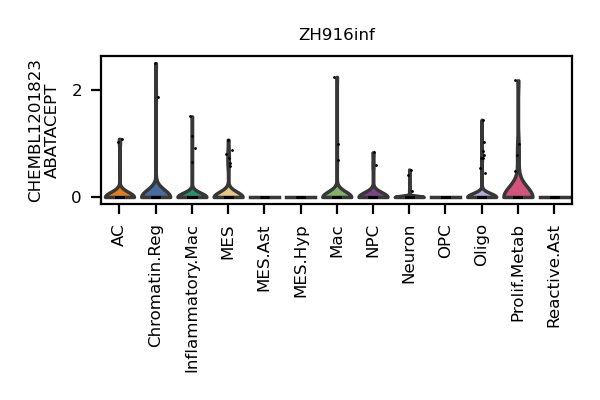 ZH916inf
CHEMBL1201823
ABATACEPT
2
0
AC
Chromatin.Reg
Inflammatory.Mac
MES
MES.Ast
MES.Hyp
Mac
NPC
Neuron
OPC
Oligo
Prolif.Metab
Reactive.Ast